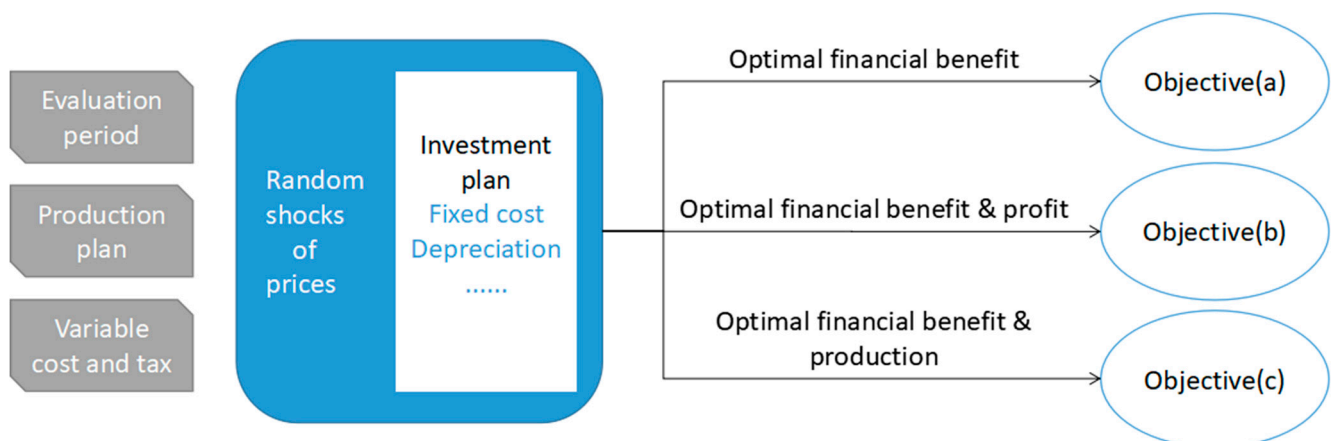 Evaluation
period
Production
plan
Variable
cost and tax
Random
shocks
of
prices
Investment
plan
Fixed cost
Depreciation
......
Optimal financial benefit
Optimal financial benefit & profit
Optimal financial benefit &
production
Objective(a)
Objective(b)
Objective(c)